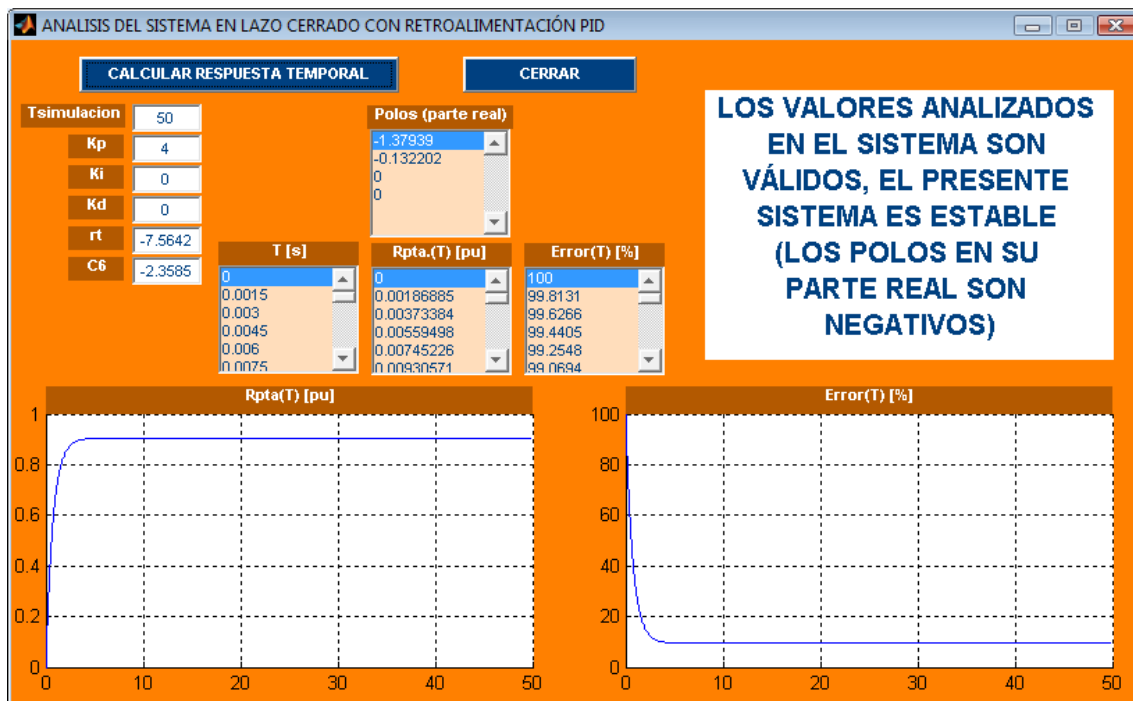 ANALISIS DEL SISTEMA EN LAZO CERRADO CON RETROALIMENTACIÓN PID
CALCULAR RESPUESTA TEMPORAL
CERRAR
Tsimulacion 50
Kp 4
Ki 0
Kd 0
rt -7.5642
C6 -2.3585
Polos (parte real)
-1.37939
-0.132202
0
0
T [s]
0
0.0015
0.003
0.0045
0.006
0.0075
Rpta.(T) [pu]
0
0.00186885
0.00373384
0.00559498
0.00745226
0.00930571
Error(T) [%]
100
99.8131
99.6266
99.4405
99.2548
99.0694
LOS VALORES ANALIZADOS
EN EL SISTEMA SON
VÁLIDOS, EL PRESENTE
SISTEMA ES ESTABLE
(LOS POLOS EN SU
PARTE REAL SON
NEGATIVOS)
Rpta(T) [pu]
1
0.8
0.6
0.4
0.2
0
0 10 20 30 40 50
Error(T) [%]
100
80
60
40
20
0
0 10 20 30 40 50